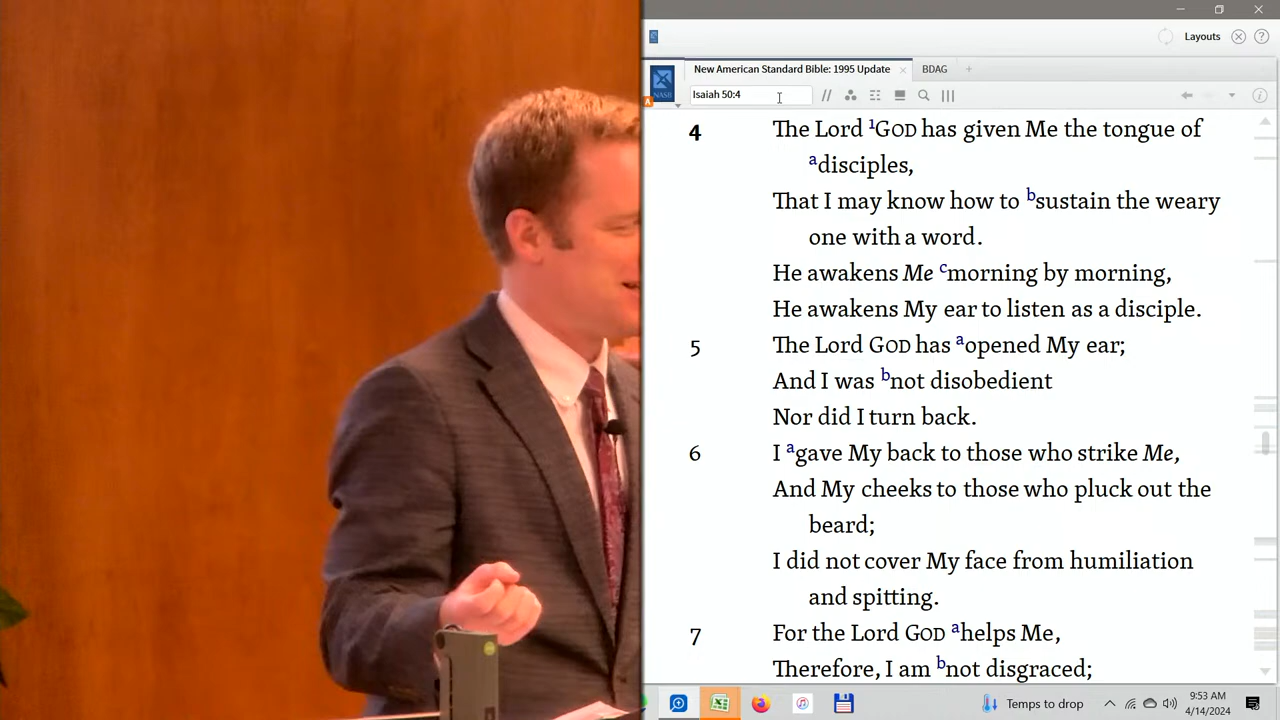 Layouts
New American Standard Bible: 1995 Update
BDAG
NASB
A
Isaiah 50:4
4 The Lord 1GOD has given Me the tongue of
adisciples,
That I may know how to bsustain the weary
one with a word.
He awakens Me cmorning by morning,
He awakens My ear to listen as a disciple.
5 The Lord GOD has aopened My ear;
And I was bnot disobedient
Nor did I turn back.
6 I agave My back to those who strike Me,
And My cheeks to those who pluck out the
beard;
I did not cover My face from humiliation
and spitting.
7 For the Lord GOD ahelps Me,
Therefore, I am bnot disgraced;
Temps to drop
9:53 AM
4/14/2024